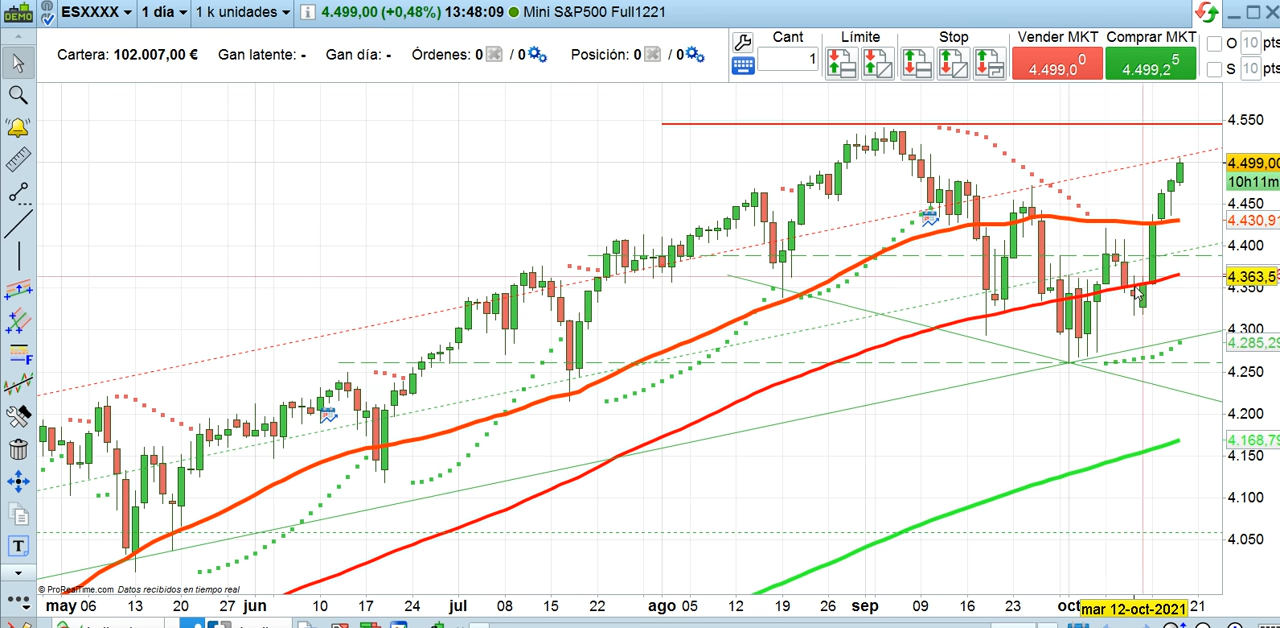 DEMO ESXXXX 1 día 1 k unidades 4.499,00 (+0,48%) 13:48:09 Mini S&P500 Full1221
Cartera: 102.007,00 € Gan latente: - Gan día: - Órdenes: 0 / 0 Posición: 0 / 0
Cant Límite Stop Vender MKT Comprar MKT O 10 pts
1 4.499,0 0 4.499,2 5 S 10 pts
4.550
4.499,00
10h11m
4.450
4.430,91
4.400
4.363,5
4.350
4.300
4.285,29
4.250
4.200
4.168,79
4.150
4.100
4.050
© ProRealTime.com Datos recibidos en tiempo real
may 06 13 20 27 jun 10 17 24 jul 08 15 22 ago 05 12 19 26 sep 09 16 23 oct mar 12-oct-2021 21